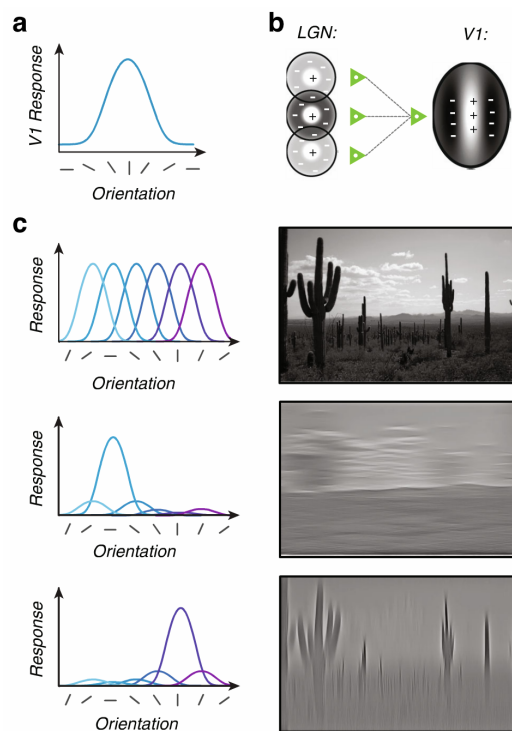 a
V1 Response
Orientation
b
LGN:
V1:
+
+
+
+
+
+
c
Response
Orientation
Response
Orientation
Response
Orientation